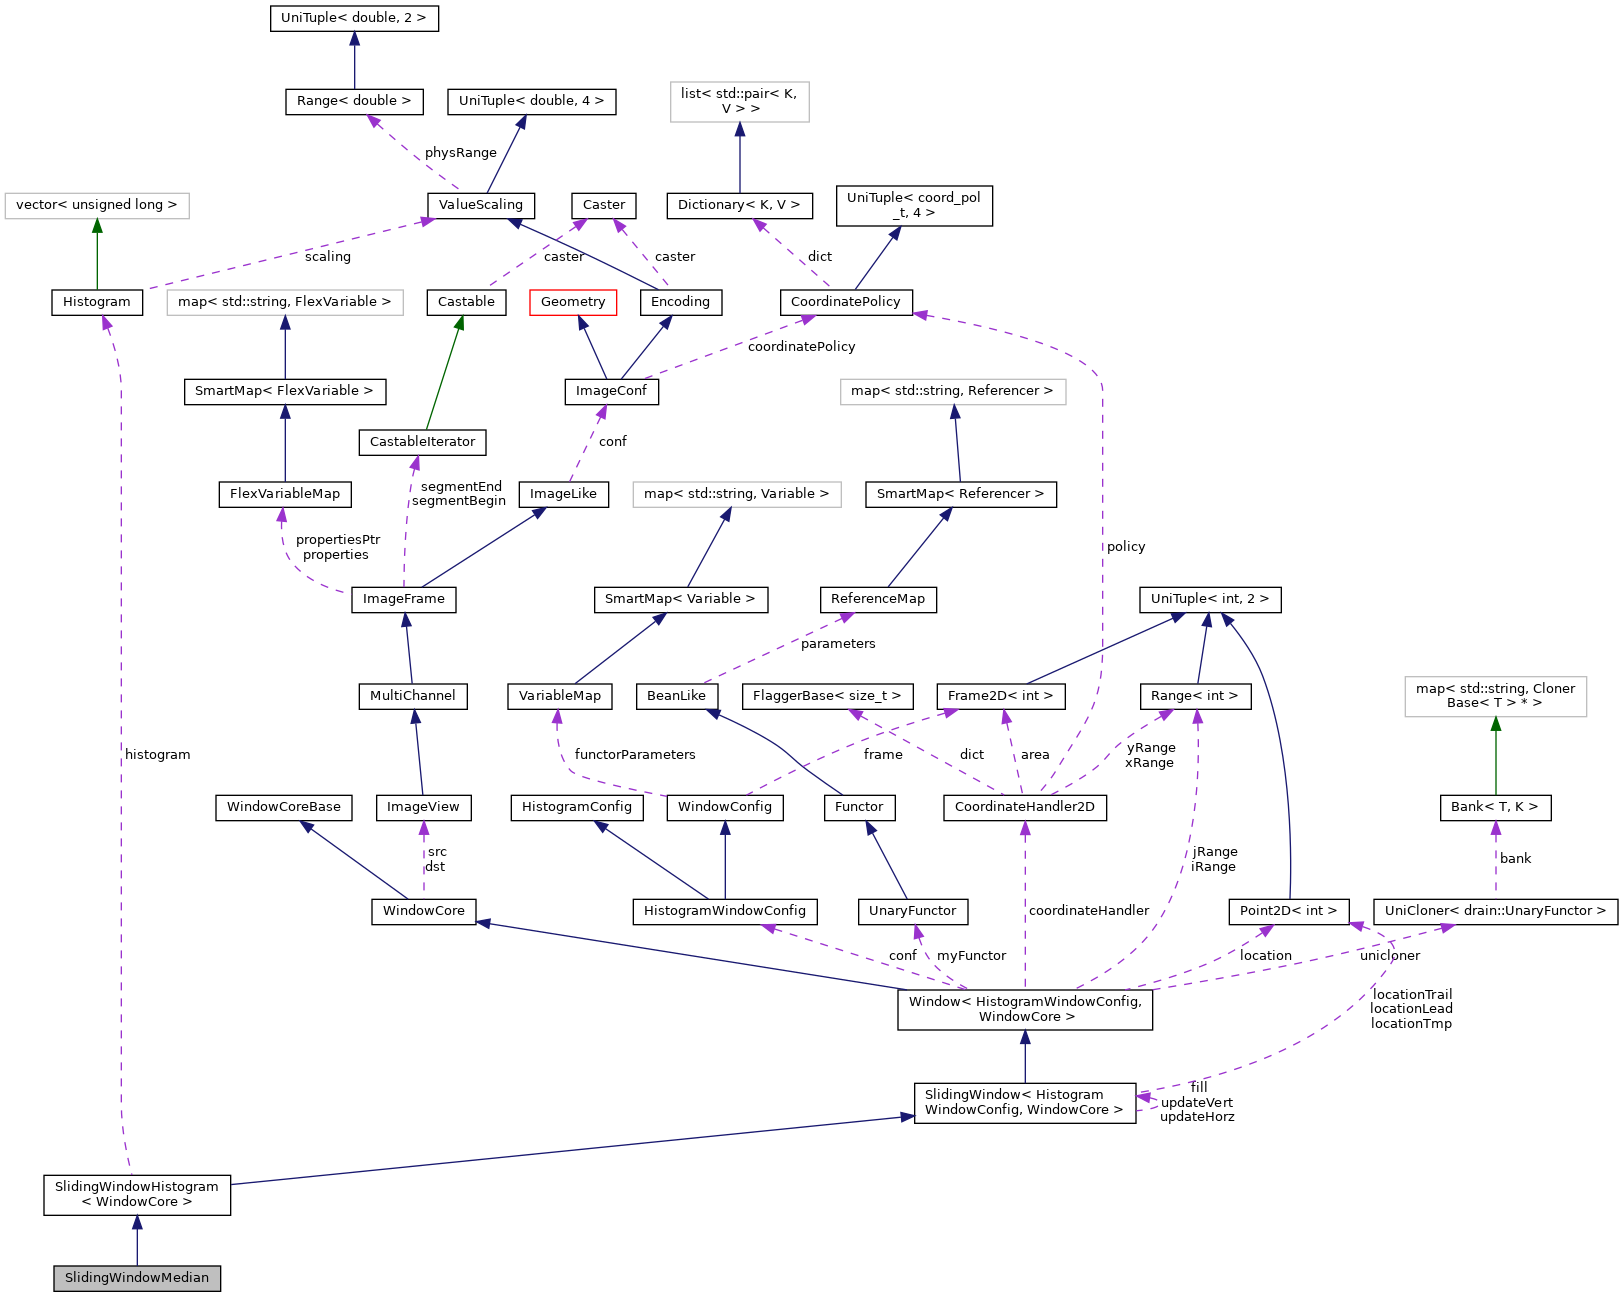 UniTuple< double, 2 >
Range< double >
UniTuple< double, 4 >
list< std::pair< K,
V > >
physRange
vector< unsigned long >
ValueScaling
Caster
Dictionary< K, V >
UniTuple< coord_pol
_t, 4 >
scaling
caster
caster
dict
Histogram
map< std::string, FlexVariable >
Castable
Geometry
Encoding
CoordinatePolicy
coordinatePolicy
SmartMap< FlexVariable >
ImageConf
map< std::string, Referencer >
CastableIterator
conf
FlexVariableMap
segmentEnd
segmentBegin
ImageLike
map< std::string, Variable >
SmartMap< Referencer >
propertiesPtr
properties
policy
ImageFrame
SmartMap< Variable >
ReferenceMap
UniTuple< int, 2 >
parameters
MultiChannel
VariableMap
BeanLike
FlaggerBase< size_t >
Frame2D< int >
Range< int >
map< std::string, Cloner
Base< T > * >
histogram
functorParameters
frame
dict
area
yRange
xRange
WindowCoreBase
ImageView
HistogramConfig
WindowConfig
Functor
CoordinateHandler2D
Bank< T, K >
src
dst
jRange
iRange
bank
WindowCore
HistogramWindowConfig
UnaryFunctor
coordinateHandler
Point2D< int >
UniCloner< drain::UnaryFunctor >
conf
myFunctor
location
unicloner
Window< HistogramWindowConfig,
WindowCore >
locationTrail
locationLead
locationTmp
SlidingWindow< Histogram
WindowConfig, WindowCore >
fill
updateVert
updateHorz
SlidingWindowHistogram
< WindowCore >
SlidingWindowMedian